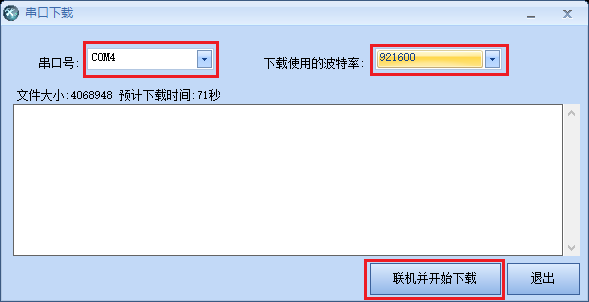 串口下载
串口号: COM4 下载使用的波特率: 921600
文件大小:4068948 预计下载时间:71秒
联机并开始下载 退出